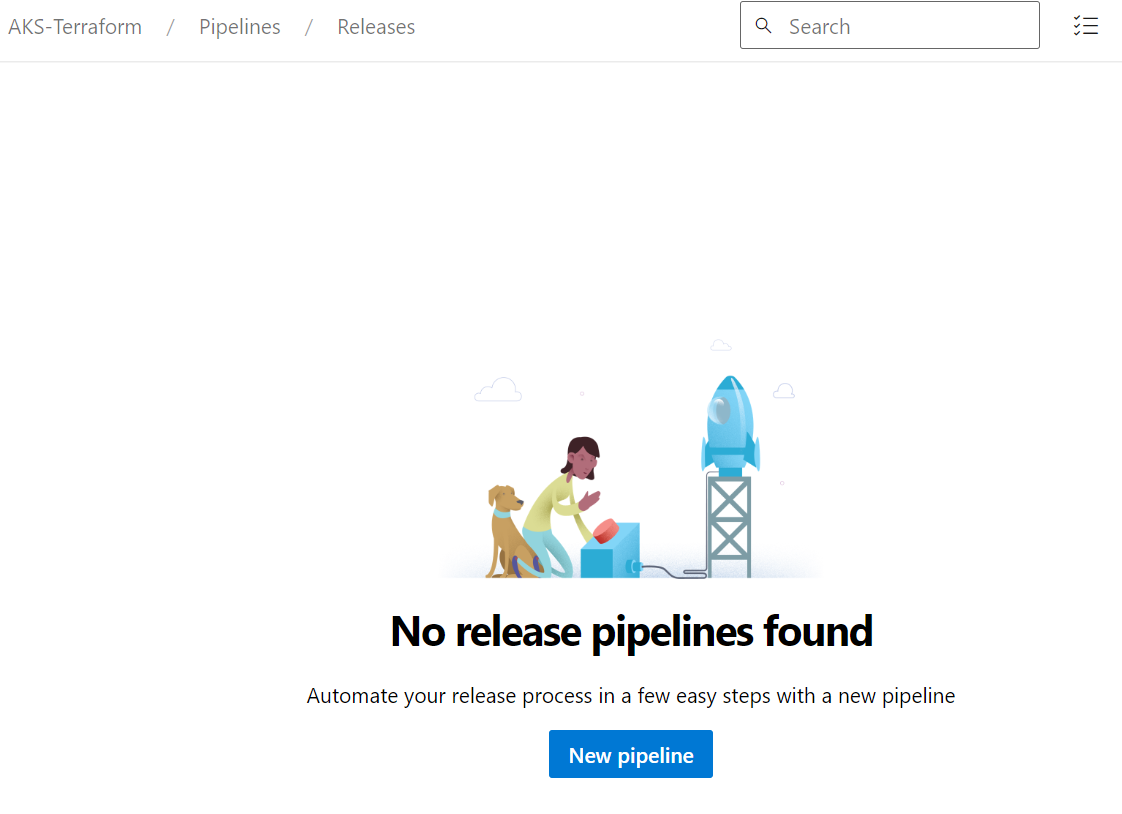 AKS-Terraform / Pipelines / Releases
Search
No release pipelines found
Automate your release process in a few easy steps with a new pipeline
New pipeline